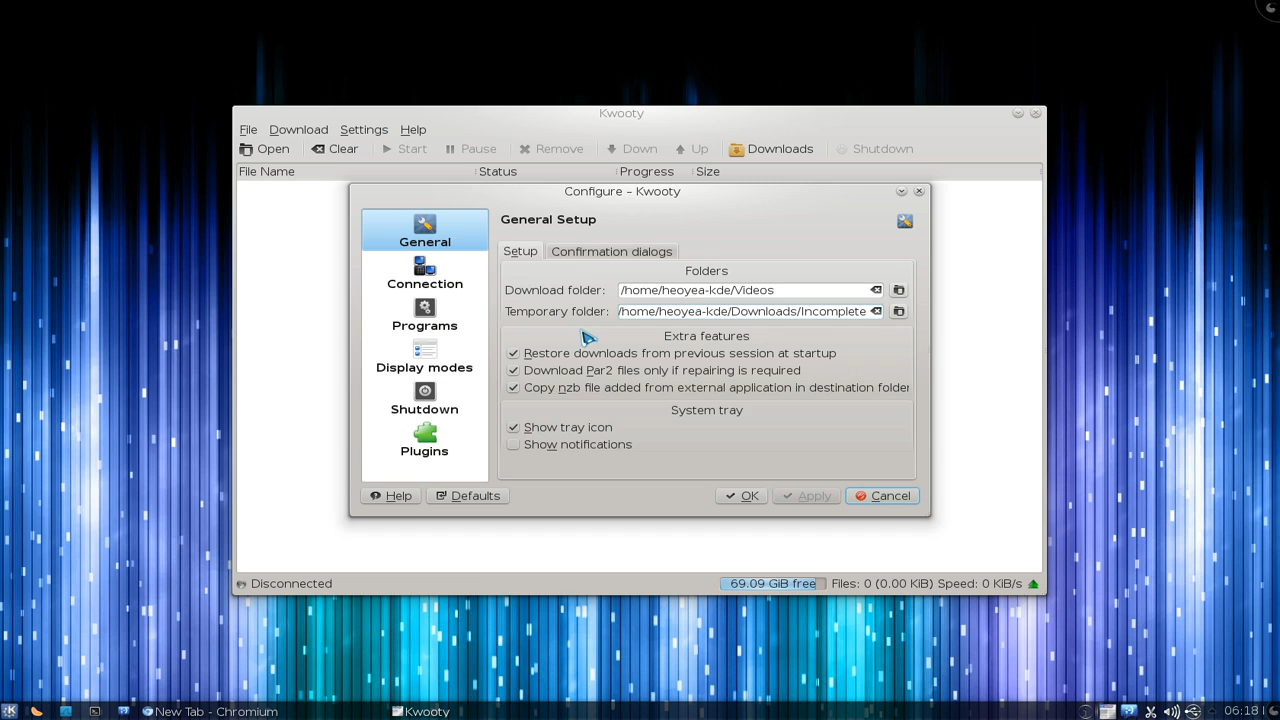 Kwooty
File Download Settings Help
Open Clear Start Pause Remove Down Up Downloads Shutdown
File Name Status Progress Size
Configure – Kwooty
General
Connection
Programs
Display modes
Shutdown
Plugins
General Setup
Setup Confirmation dialogs
Folders
Download folder: /home/heoyea-kde/Videos
Temporary folder: /home/heoyea-kde/Downloads/Incomplete
Extra features
Restore downloads from previous session at startup
Download Par2 files only if repairing is required
Copy nzb file added from external application in destination folder
System tray
Show tray icon
Show notifications
Help Defaults OK Apply Cancel
Disconnected 69.09 GiB free Files: 0 (0.00 KiB) Speed: 0 KiB/s
New Tab - Chromium Kwooty 06:18